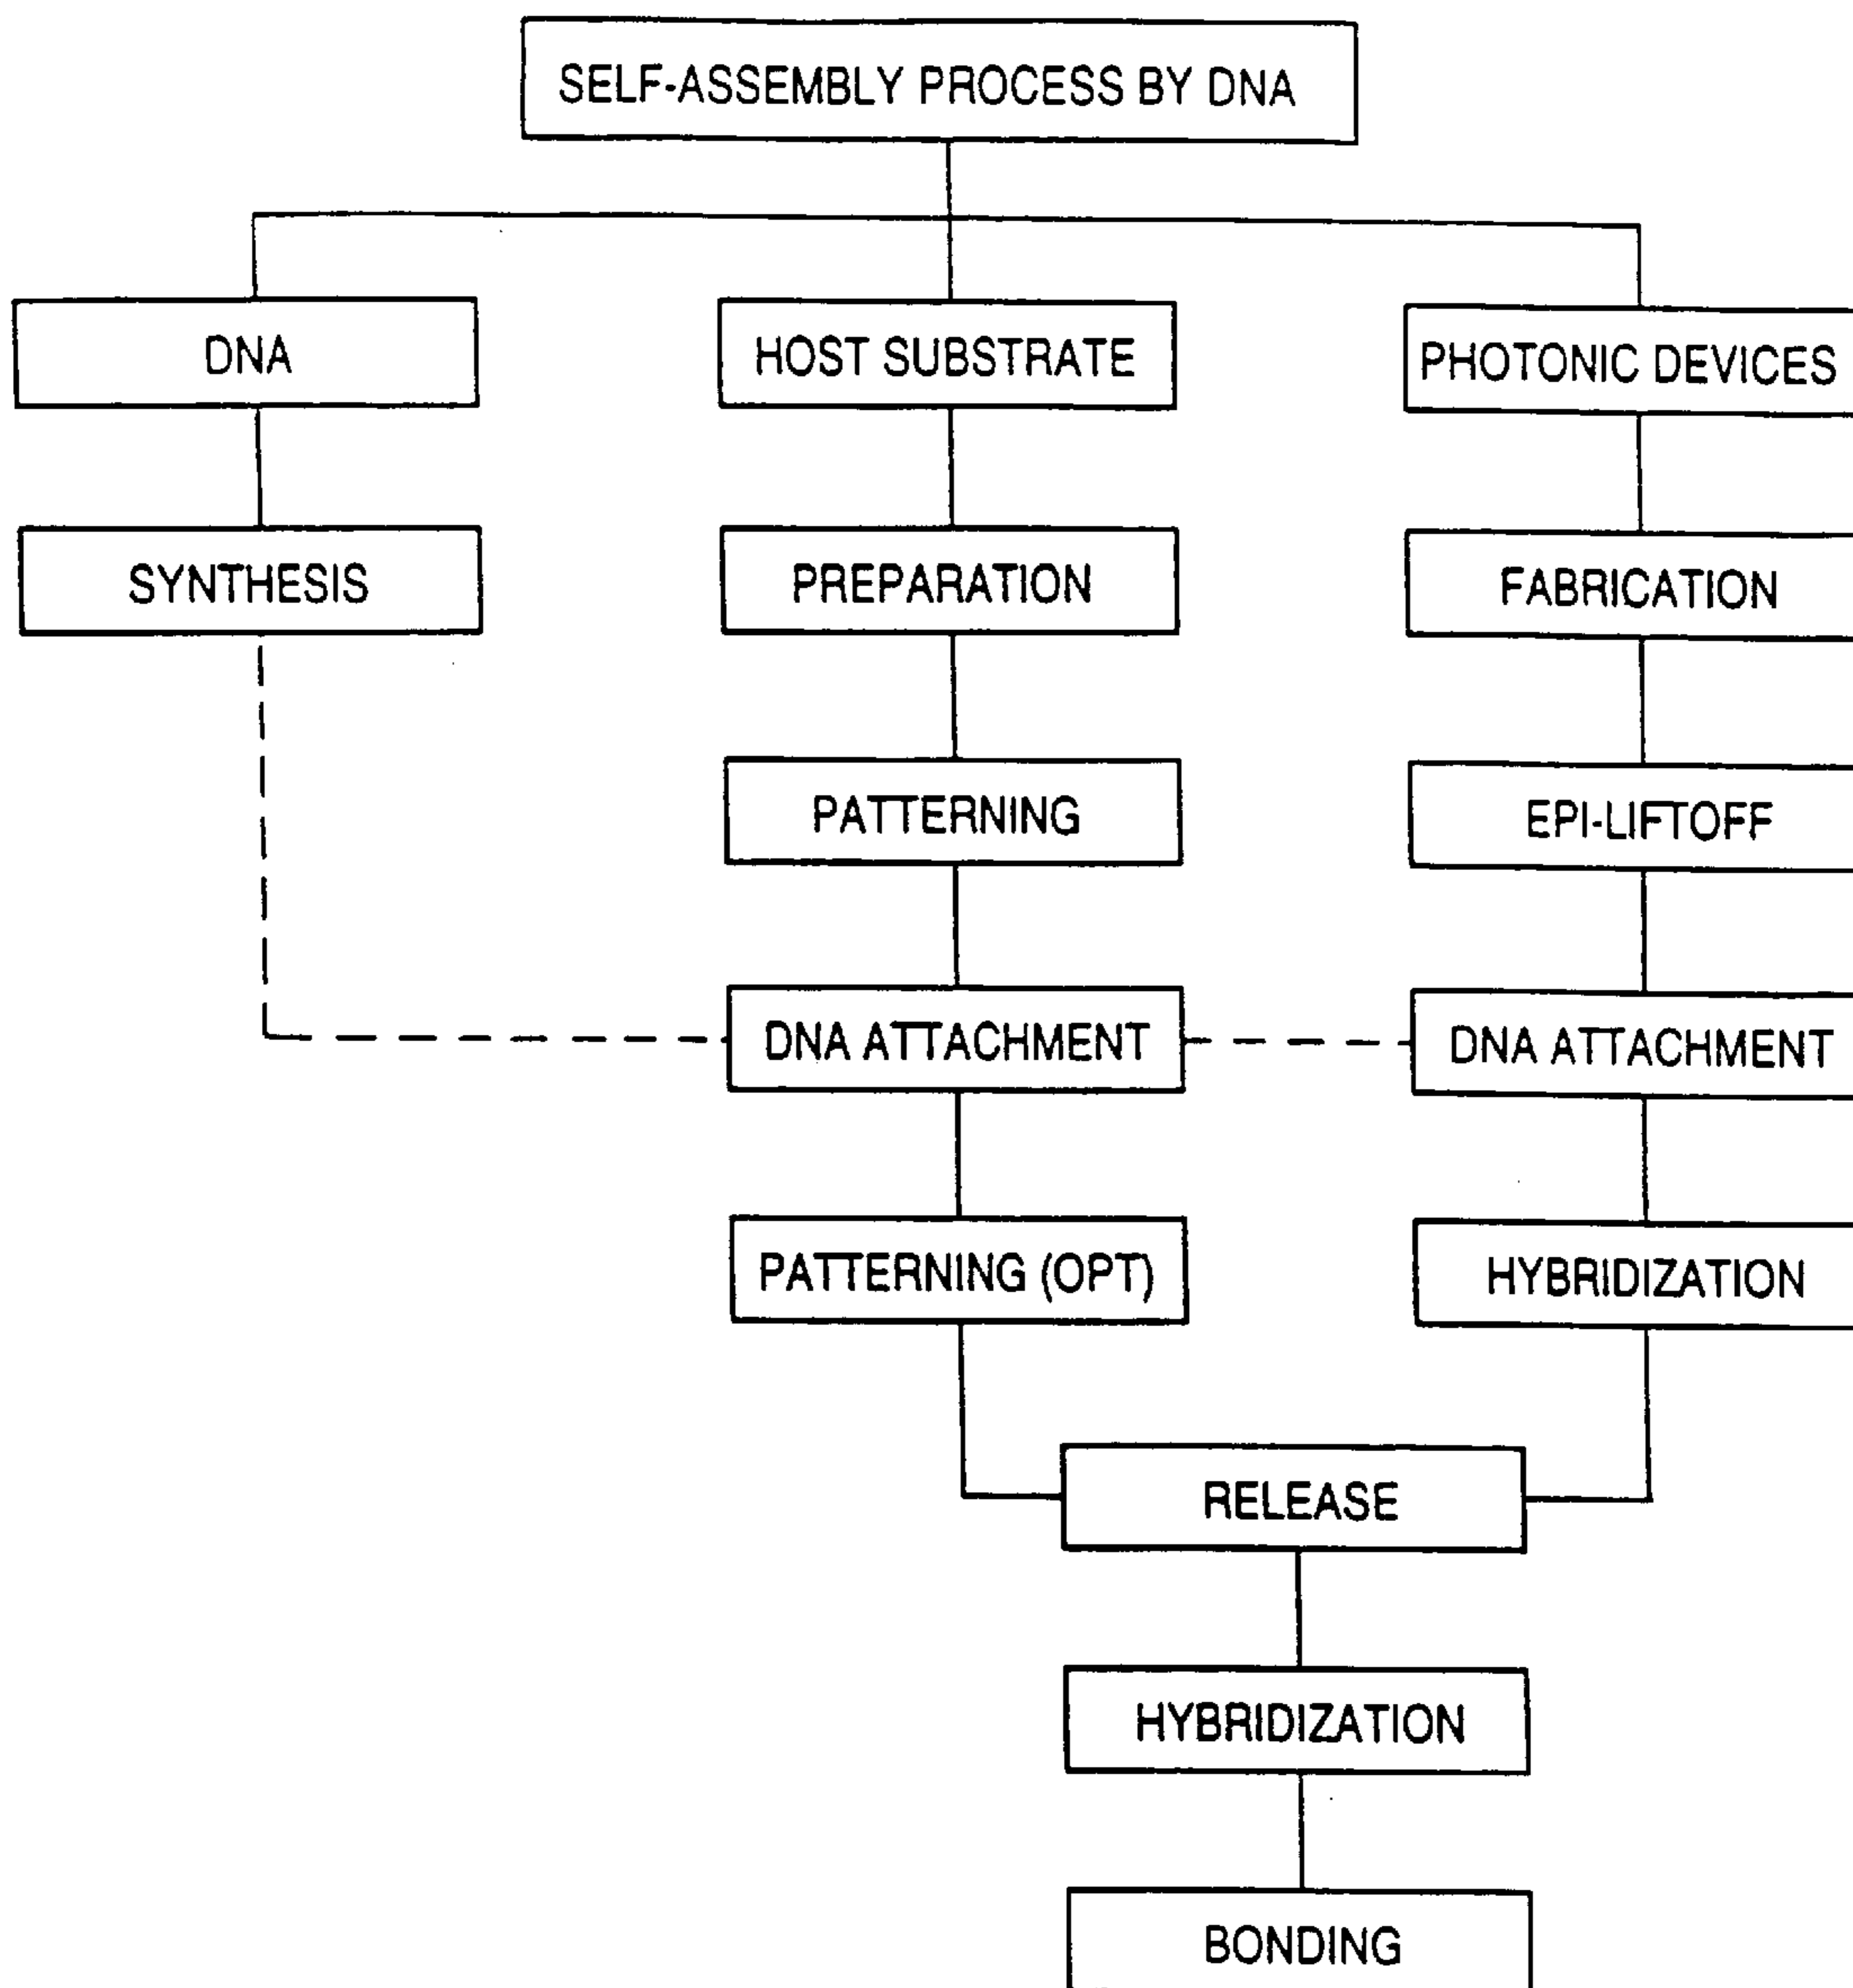 SELF-ASSEMBLY PROCESS BY DNA
DNA
HOST SUBSTRATE
PHOTONIC DEVICES
SYNTHESIS
PREPARATION
FABRICATION
PATTERNING
EPI-LIFTOFF
DNA ATTACHMENT
DNA ATTACHMENT
PATTERNING (OPT)
HYBRIDIZATION
RELEASE
HYBRIDIZATION
BONDING